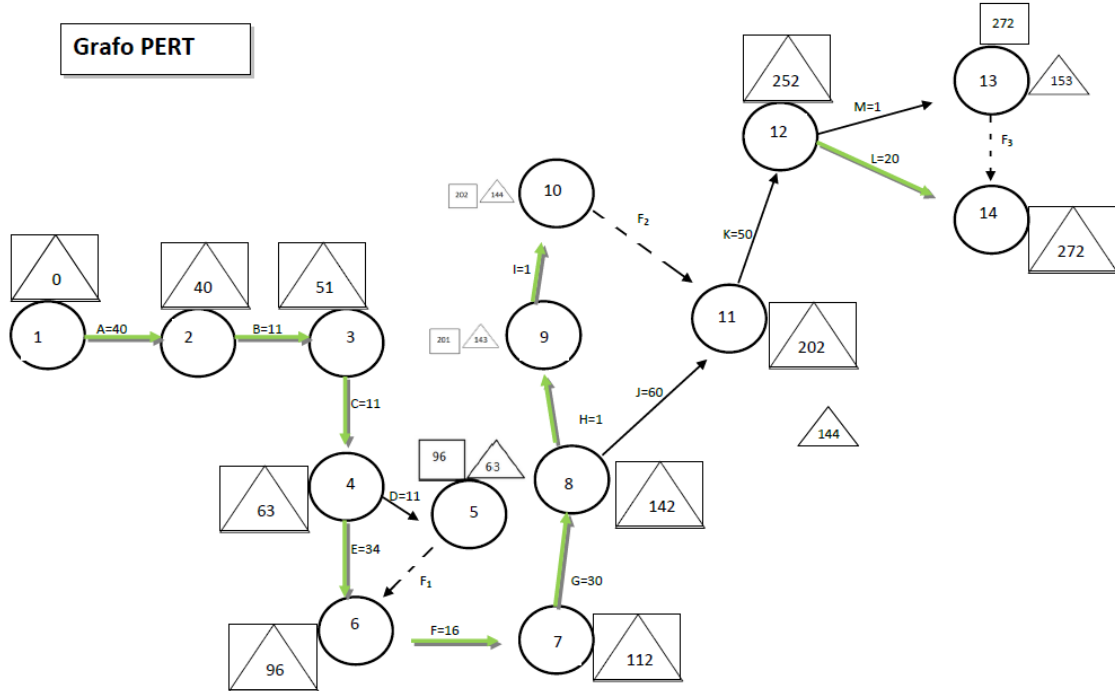 Grafo PERT
272
252
13
153
M=1
12
F3
L=20
10
202
144
14
F2
272
K=50
0
40
51
I=1
11
1
A=40
2
B=11
3
201
143
9
202
J=60
C=11
H=1
144
96
63
4
8
D=11
5
63
142
E=34
F1
G=30
6
F=16
7
96
112